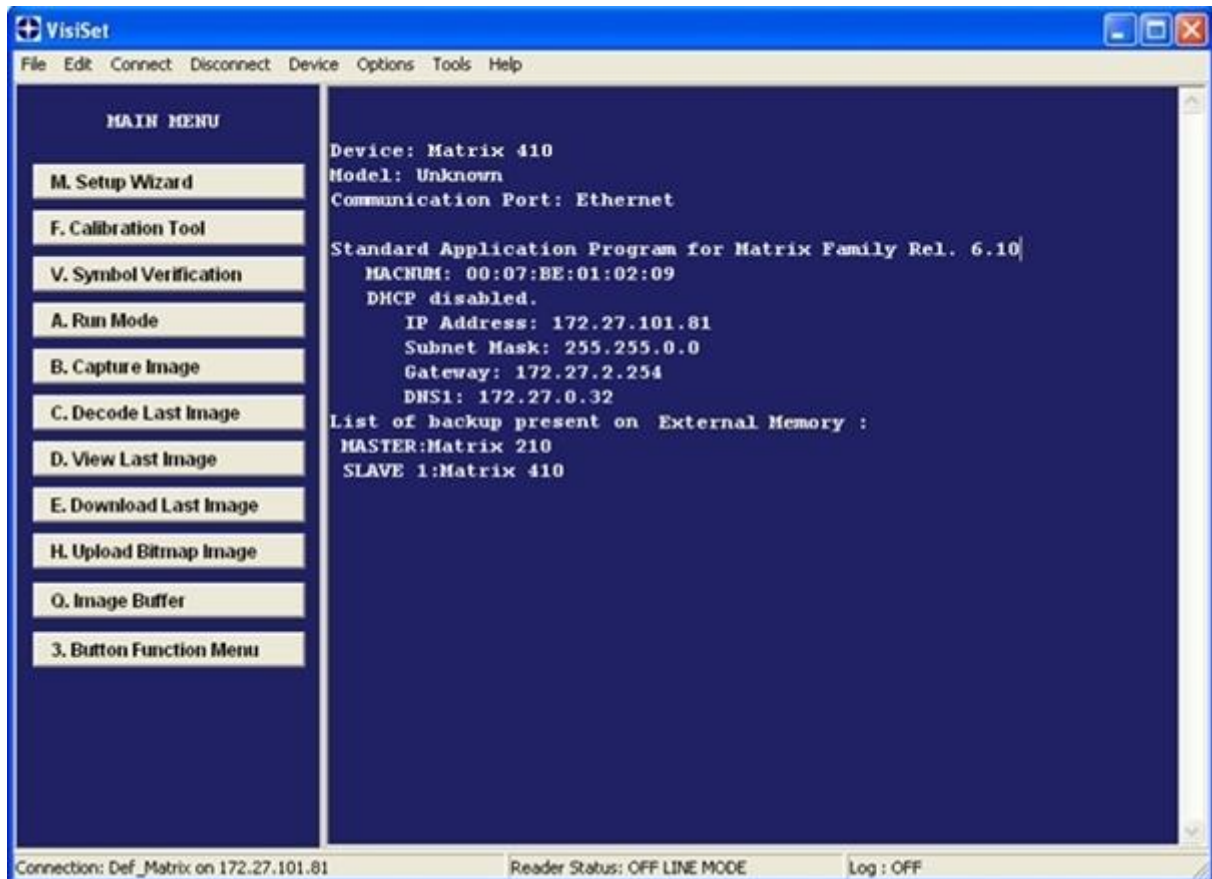 VisiSet
File Edit Connect Disconnect Device Options Tools Help
MAIN MENU
M. Setup Wizard
F. Calibration Tool
V. Symbol Verification
A. Run Mode
B. Capture Image
C. Decode Last Image
D. View Last Image
E. Download Last Image
H. Upload Bitmap Image
Q. Image Buffer
3. Button Function Menu
Device: Matrix 410
Model: Unknown
Communication Port: Ethernet
Standard Application Program for Matrix Family Rel. 6.10
MACNUM: 00:07:BE:01:02:09
DHCP disabled.
IP Address: 172.27.101.81
Subnet Mask: 255.255.0.0
Gateway: 172.27.2.254
DNS1: 172.27.0.32
List of backup present on External Memory :
MASTER:Matrix 210
SLAVE 1:Matrix 410
Connection: Def_Matrix on 172.27.101.81
Reader Status: OFF LINE MODE
Log : OFF